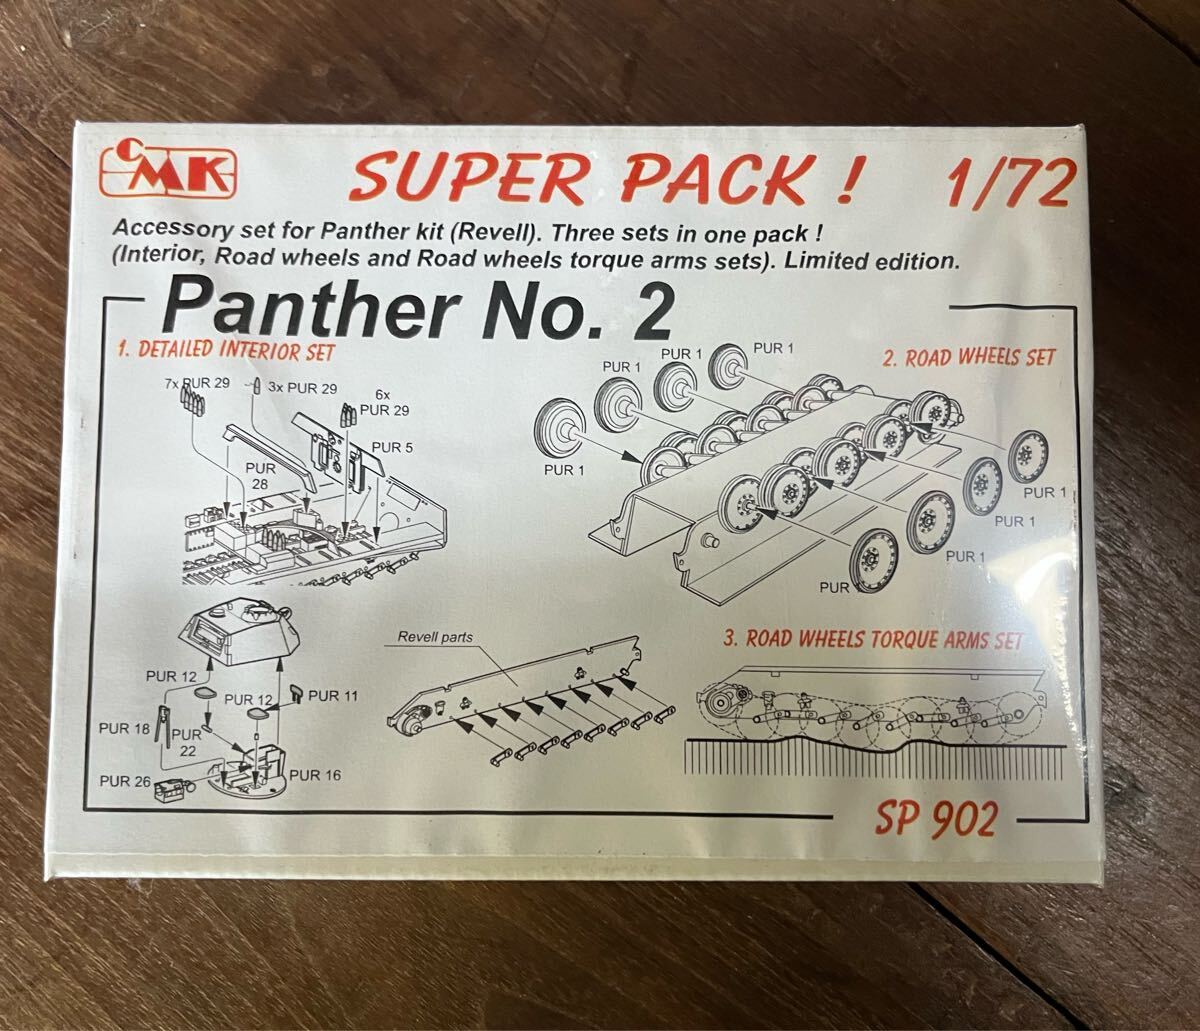 CMK
SUPER PACK ! 1/72
Accessory set for Panther kit (Revell). Three sets in one pack !
(Interior, Road wheels and Road wheels torque arms sets). Limited edition.
Panther No. 2
1. DETAILED INTERIOR SET
7x PUR 29
3x PUR 29
6x
PUR 29
PUR 5
PUR
28
PUR 12
PUR 12
PUR 11
PUR 18
PUR
22
PUR 26
PUR 16
2. ROAD WHEELS SET
PUR 1
PUR 1
PUR 1
PUR 1
PUR 1
PUR 1
PUR 1
PUR
Revell parts
3. ROAD WHEELS TORQUE ARMS SET
SP 902